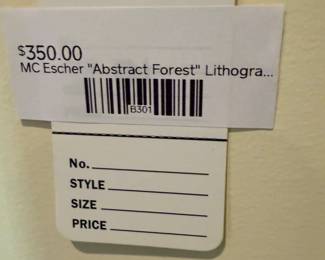 $350.00
MC Escher "Abstract Forest" Lithogra...
B301
No.
STYLE
SIZE
PRICE